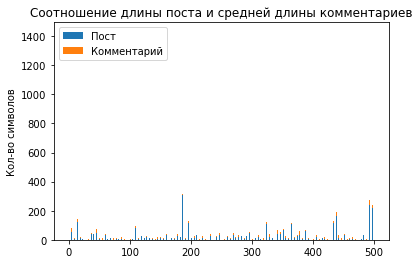 Соотношение длины поста и средней длины комментариев
Пост
Комментарий
Кол-во символов
1400
1200
1000
800
600
400
200
0
0 100 200 300 400 500